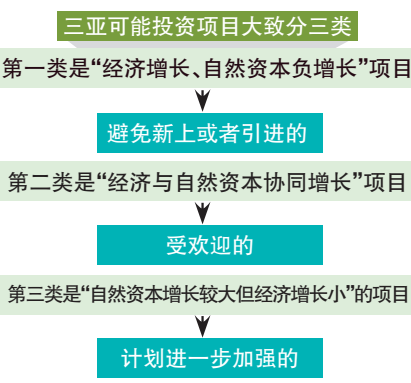 三亚可能投资项目大致分三类
第一类是“经济增长、自然资本负增长”项目
避免新上或者引进的
第二类是“经济与自然资本协同增长”项目
受欢迎的
第三类是“自然资本增长较大但经济增长小”的项目
计划进一步加强的